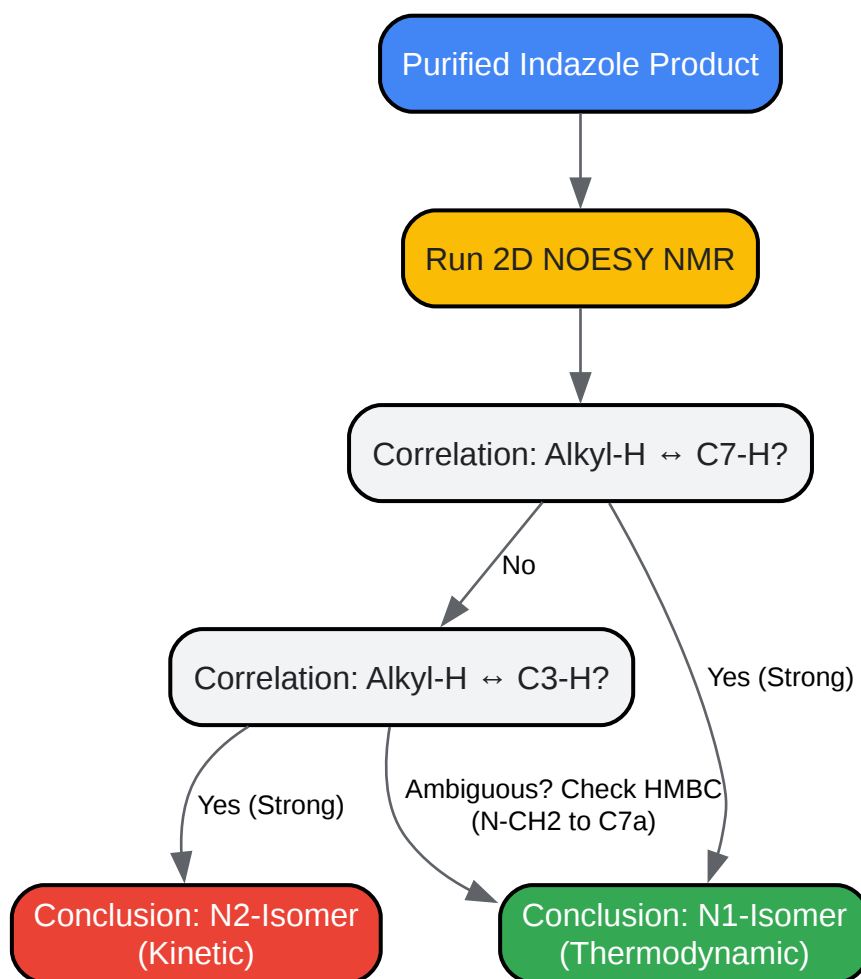 Purified Indazole Product
Run 2D NOESY NMR
Correlation: Alkyl-H ↔ C7-H?
No
Correlation: Alkyl-H ↔ C3-H?
Yes (Strong)
Yes (Strong)
Ambiguous? Check HMBC
(N-CH2 to C7a)
Conclusion: N2-Isomer
(Kinetic)
Conclusion: N1-Isomer
(Thermodynamic)